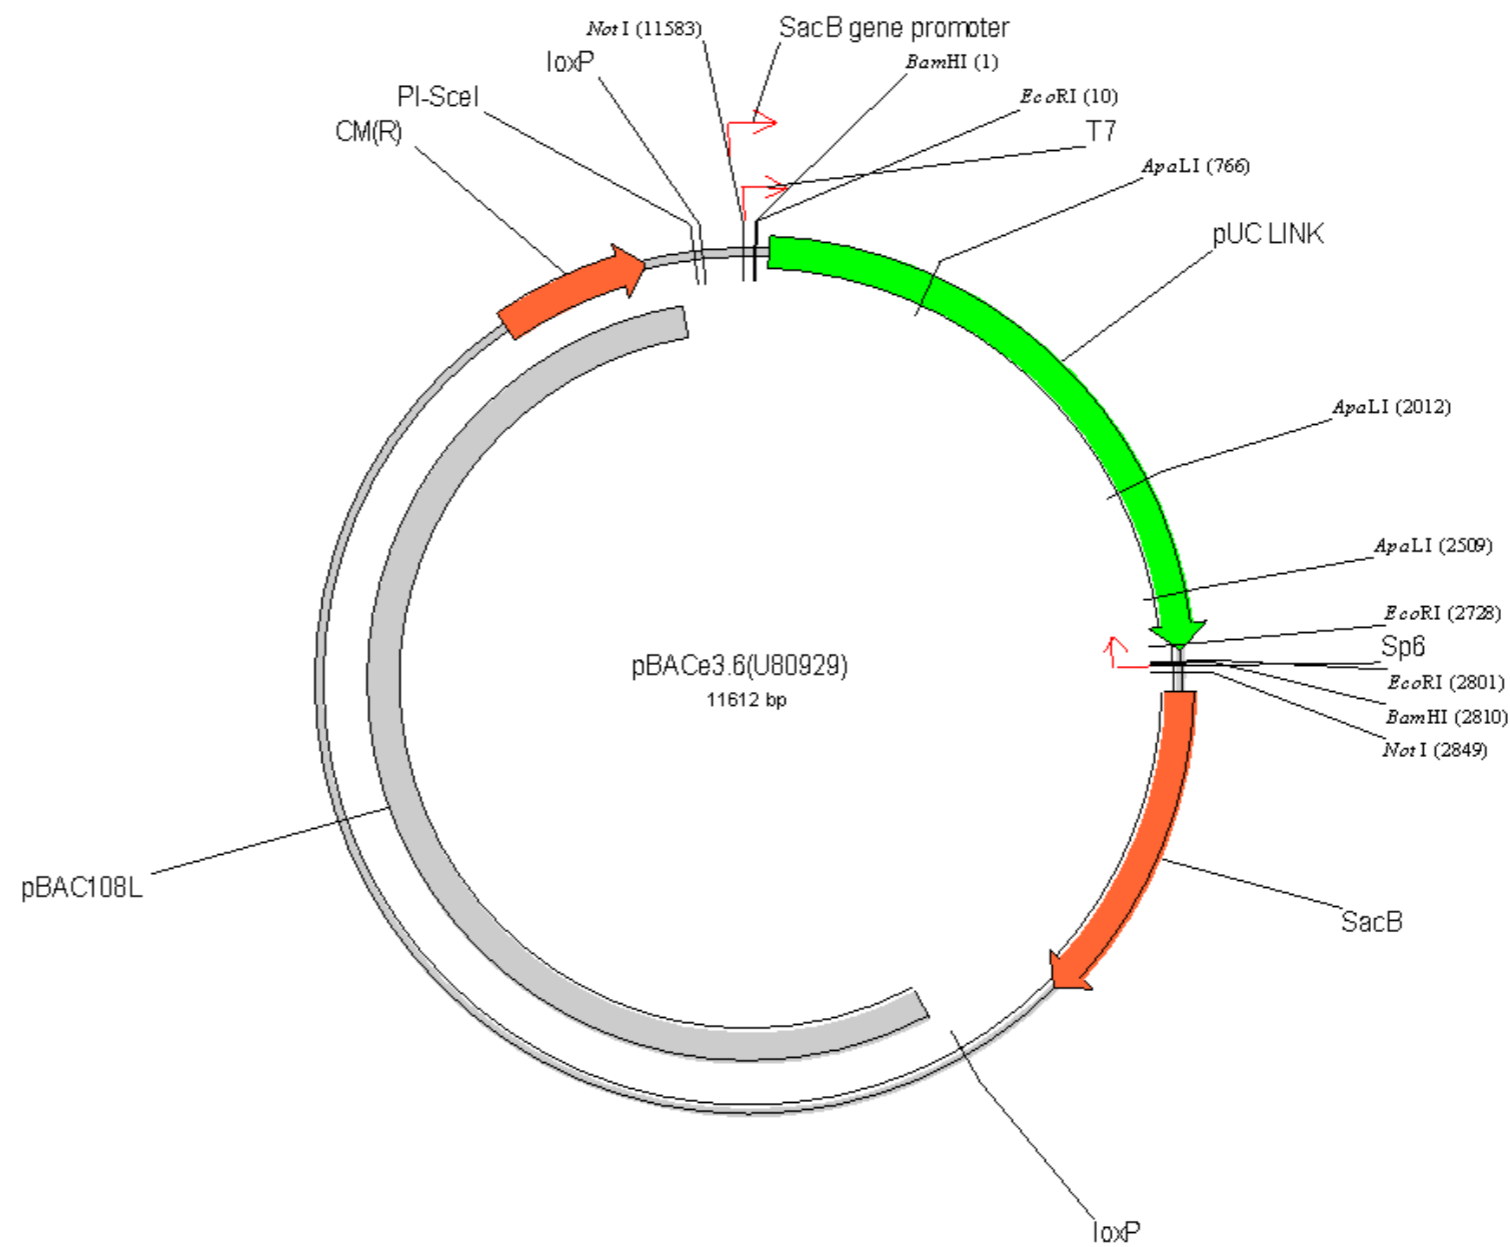 NotI (11583)
SacB gene promoter
loxP
BamHI (1)
PI-SceI
EcoRI (10)
CM(R)
T7
ApaLI (766)
pUC LINK
ApaLI (2012)
ApaLI (2509)
EcoRI (2728)
Sp6
pBACe3.6(U80929)
EcoRI (2801)
11612 bp
BamHI (2810)
NotI (2849)
pBAC108L
SacB
loxP